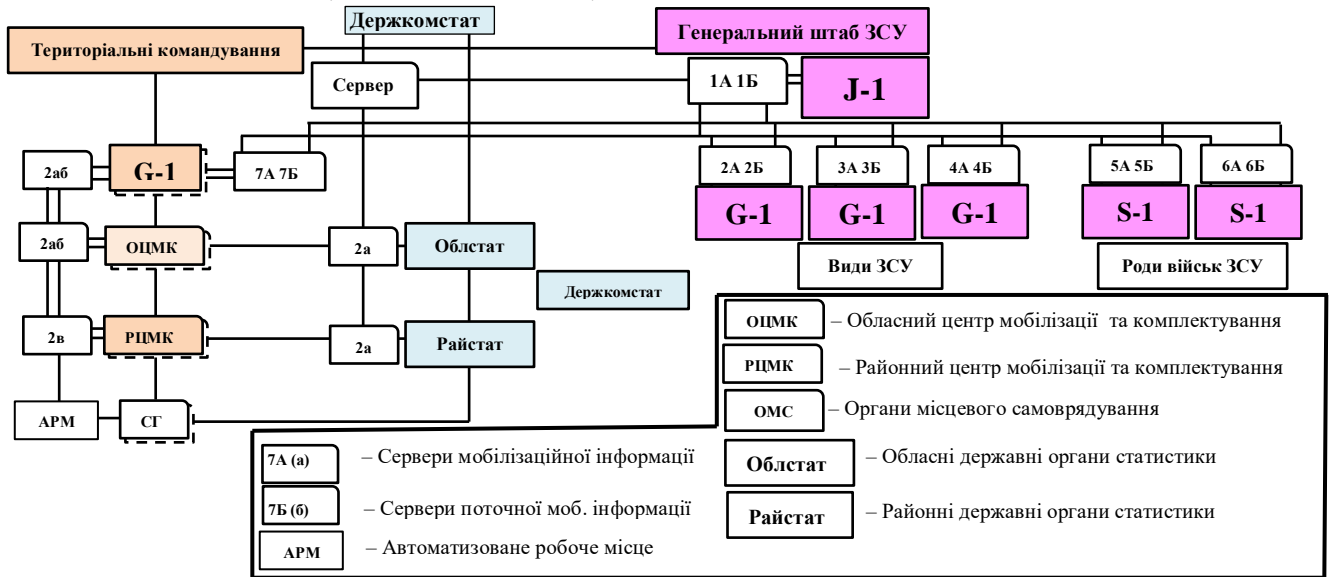 Держкомстат
Територіальні командування
Генеральний штаб ЗСУ
Сервер
1А 1Б
J-1
2аб
G-1
7А 7Б
2А 2Б
3А 3Б
4А 4Б
5А 5Б
6А 6Б
G-1
G-1
G-1
S-1
S-1
2аб
ОЦМК
2а
Облстат
Види ЗСУ
Роди військ ЗСУ
Держкомстат
2в
РЦМК
2а
Райстат
АРМ
СГ
ОЦМК – Обласний центр мобілізації та комплектування
РЦМК – Районний центр мобілізації та комплектування
ОМС – Органи місцевого самоврядування
7А (а) – Сервери мобілізаційної інформації
Облстат – Обласні державні органи статистики
7Б (б) – Сервери поточної моб. інформації
Райстат – Районні державні органи статистики
АРМ – Автоматизоване робоче місце